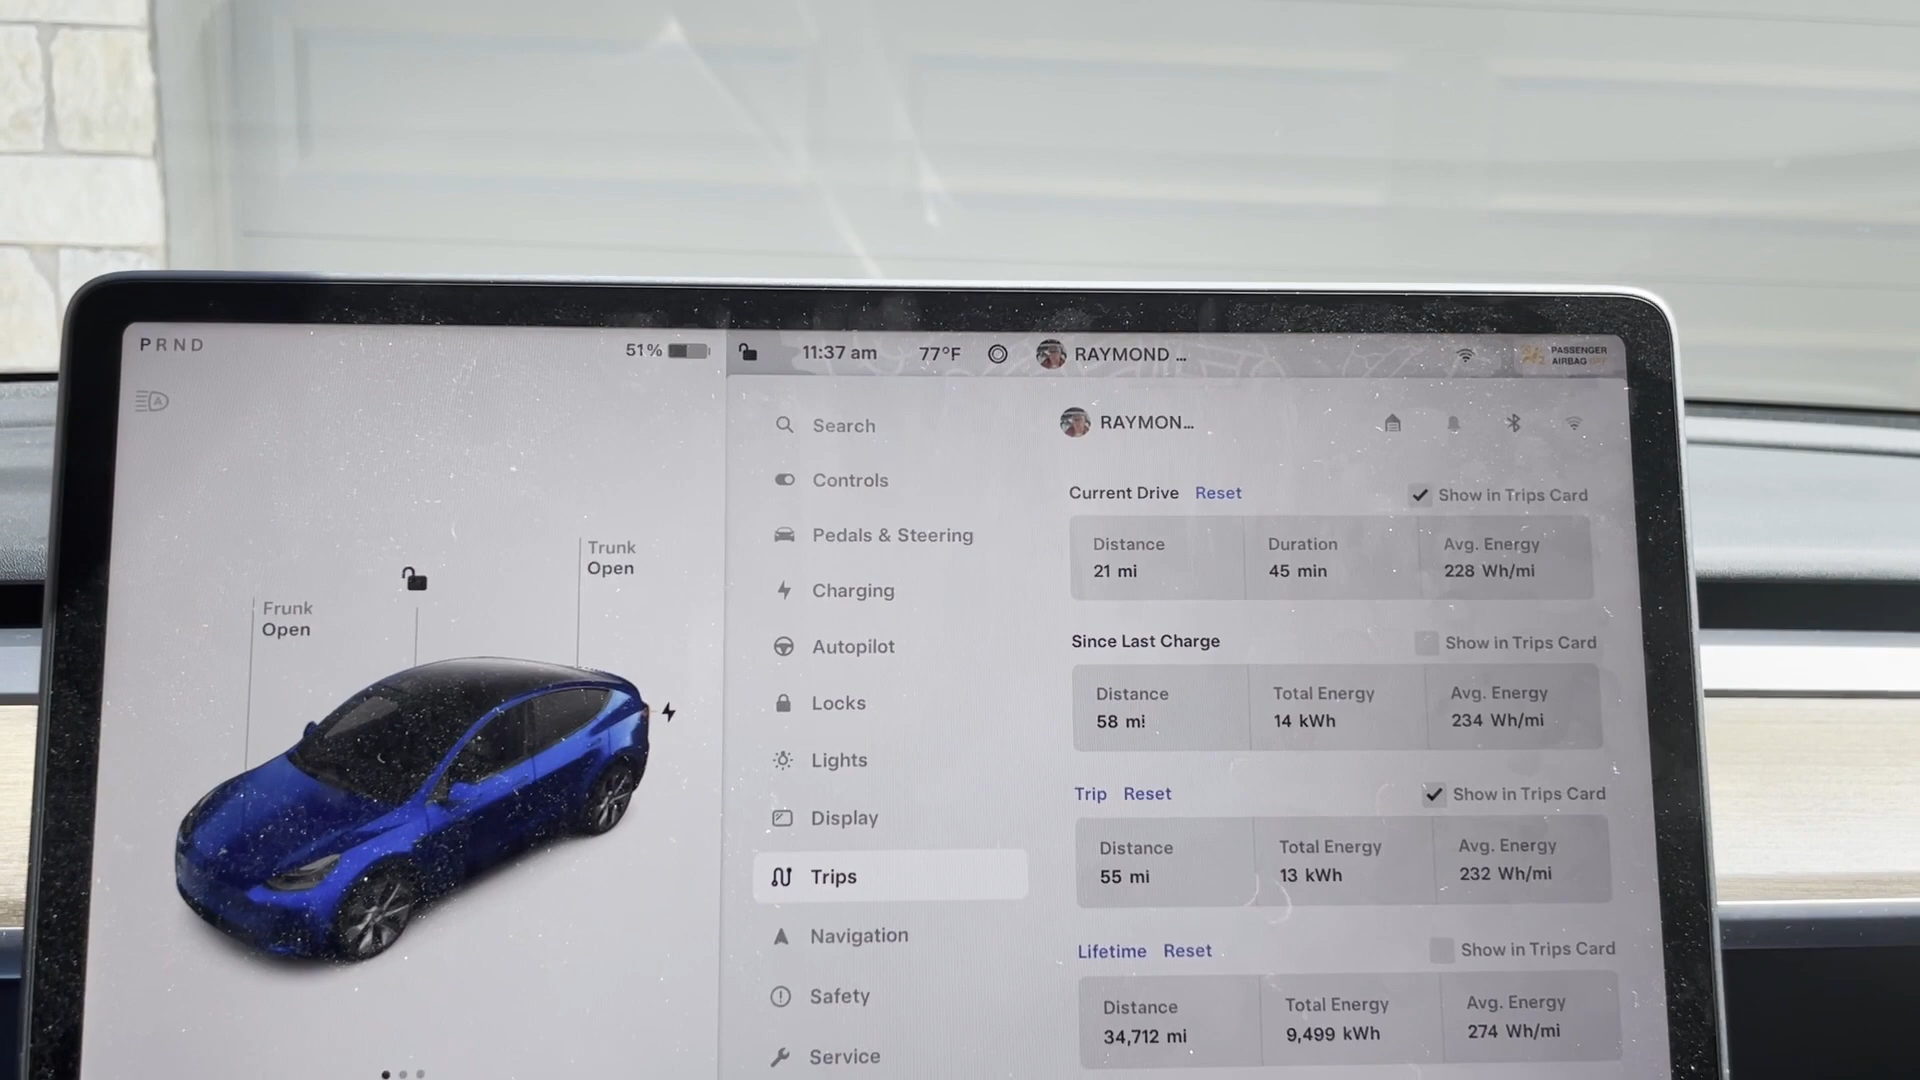 PRND
51%
11:37 am
77°F
RAYMOND ...
PASSENGER
AIRBAG OFF
Frunk
Open
Trunk
Open
Search
Controls
Pedals & Steering
Charging
Autopilot
Locks
Lights
Display
Trips
Navigation
Safety
Service
RAYMON...
Current Drive Reset
Show in Trips Card
Distance
21 mi
Duration
45 min
Avg. Energy
228 Wh/mi
Since Last Charge
Show in Trips Card
Distance
58 mi
Total Energy
14 kWh
Avg. Energy
234 Wh/mi
Trip Reset
Show in Trips Card
Distance
55 mi
Total Energy
13 kWh
Avg. Energy
232 Wh/mi
Lifetime Reset
Show in Trips Card
Distance
34,712 mi
Total Energy
9,499 kWh
Avg. Energy
274 Wh/mi